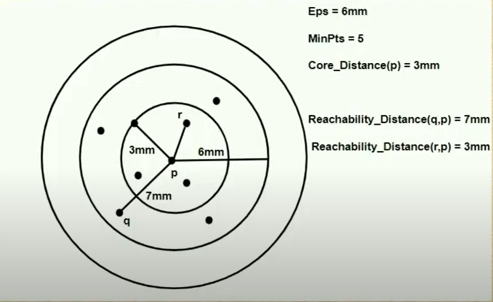 Eps = 6mm
MinPts = 5
Core_Distance(p) = 3mm
Reachability_Distance(q,p) = 7mm
Reachability_Distance(r,p) = 3mm
r
3mm
6mm
p
7mm
q